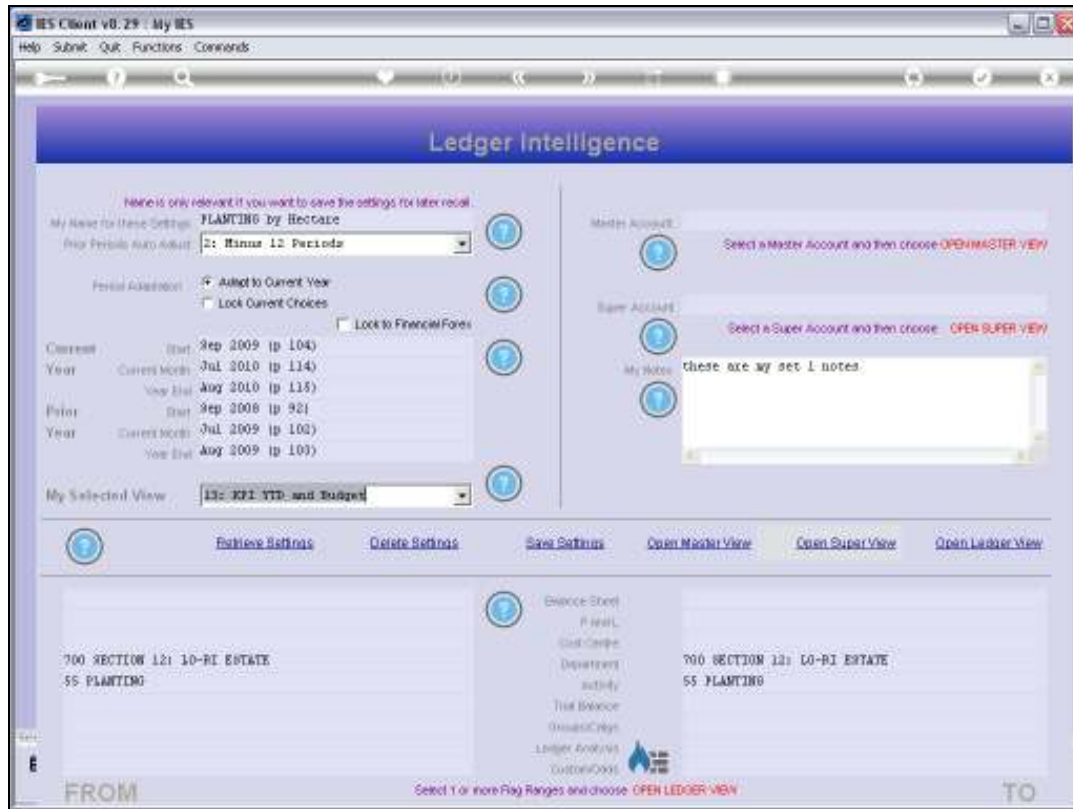 IES Client v0.29 : My IES
Help Submit Quit Functions Commands
Ledger Intelligence
Name is only relevant if you want to save the settings for later recall.
My Name for these Settings PLANTING by Hectare
Prior Periods Auto Adjust 2: Minus 12 Periods
Period Adaptation Adapt to Current Year
Lock Current Choices
Lock to Financial Forex
Current Start Sep 2009 (p 104)
Year Current Month Jul 2010 (p 114)
Year End Aug 2010 (p 115)
Prior Start Sep 2008 (p 92)
Year Current Month Jul 2009 (p 102)
Year End Aug 2009 (p 103)
My Selected View 13: KPI YTD and Budget
Master Account
Select a Master Account and then choose OPEN MASTER VIEW
Super Account
Select a Super Account and then choose OPEN SUPER VIEW
My Notes these are my set 1 notes
Retrieve Settings Delete Settings Save Settings Open Master View Open Super View Open Ledger View
Balance Sheet
P and L
Cost Centre
700 SECTION 12: LO-RI ESTATE Department 700 SECTION 12: LO-RI ESTATE
55 PLANTING Activity 55 PLANTING
Trial Balance
Ledger Analysis
FROM Select 1 or more Flag Ranges and choose OPEN LEDGER VIEW TO